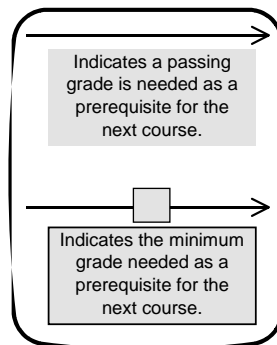 Indicates a passing
grade is needed as a
prerequisite for the
next course.
Indicates the minimum
grade needed as a
prerequisite for the
next course.